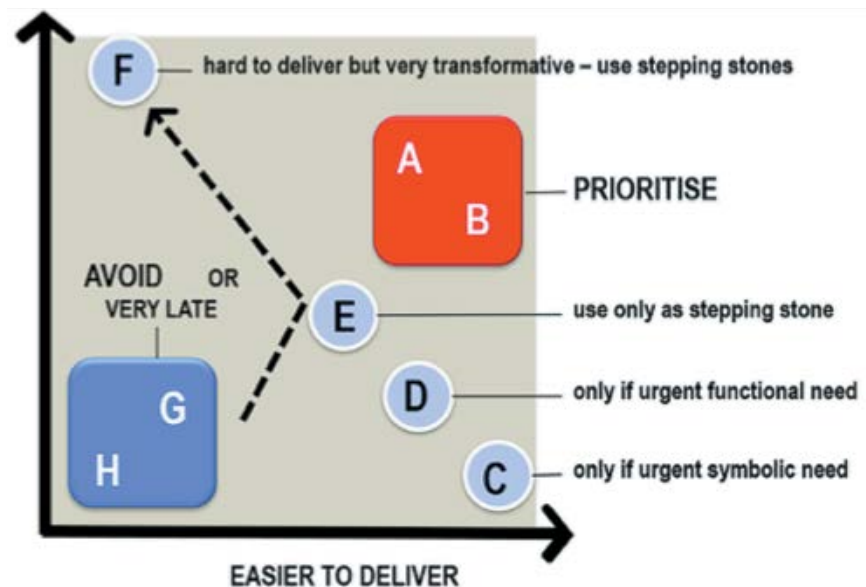 F
hard to deliver but very transformative – use stepping stones
A
B
PRIORITISE
AVOID OR
VERY LATE
E
use only as stepping stone
G
H
D
only if urgent functional need
C
only if urgent symbolic need
EASIER TO DELIVER